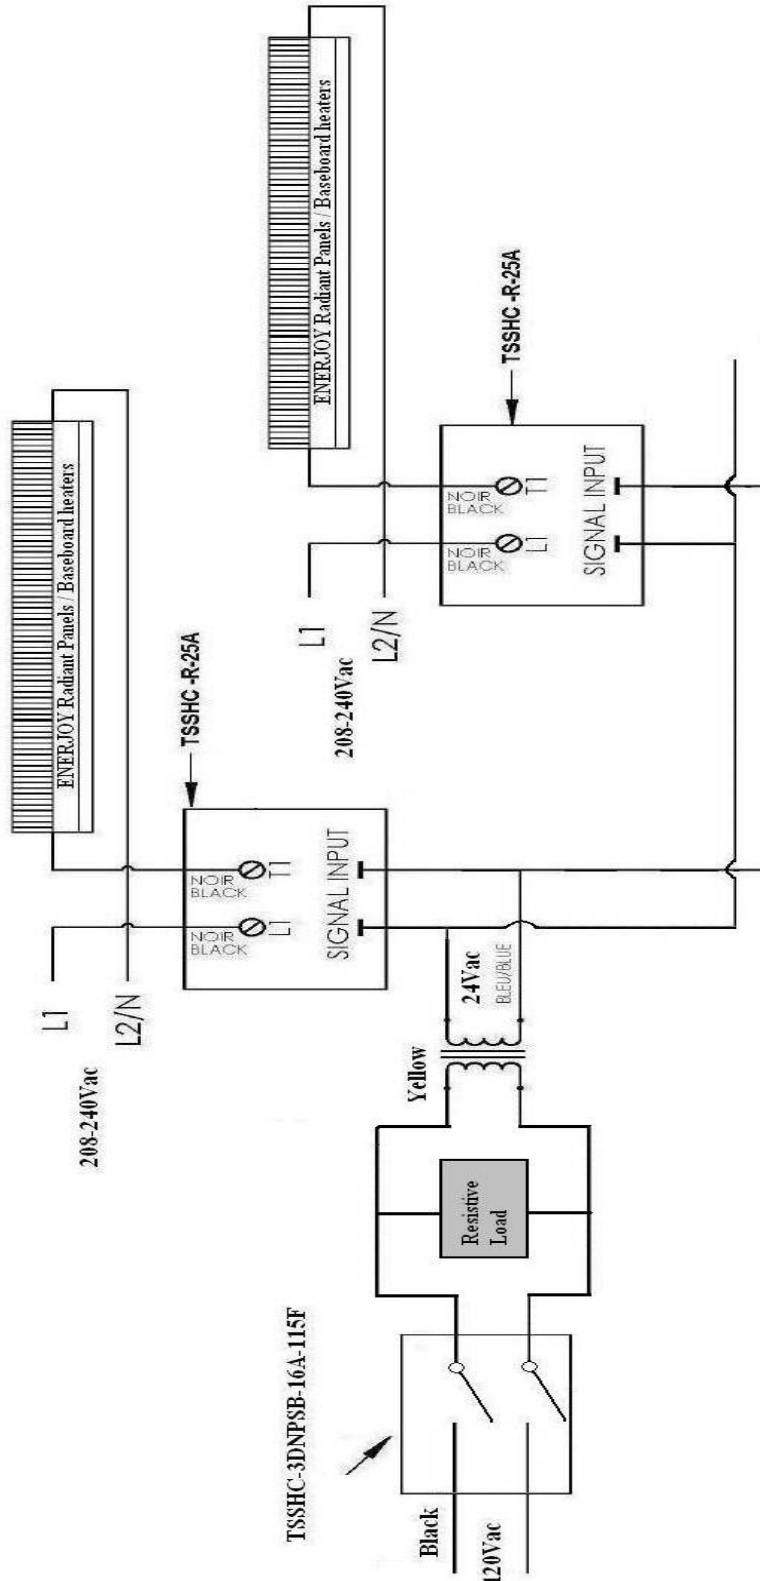 ENERJOY Radiant Panels / Baseboard heaters
L1
L2/N
208-240Vac
TSSHC -R-25A
NOIR
BLACK
T1
NOIR
BLACK
L1
SIGNAL INPUT
ENERJOY Radiant Panels / Baseboard heaters
L1
L2/N
208-240Vac
TSSHC -R-25A
NOIR
BLACK
T1
NOIR
BLACK
L1
SIGNAL INPUT
24Vac
BLEU/BLUE
Yellow
Resistive
Load
TSSHC-3DNPSB-16A-115F
Black
120Vac